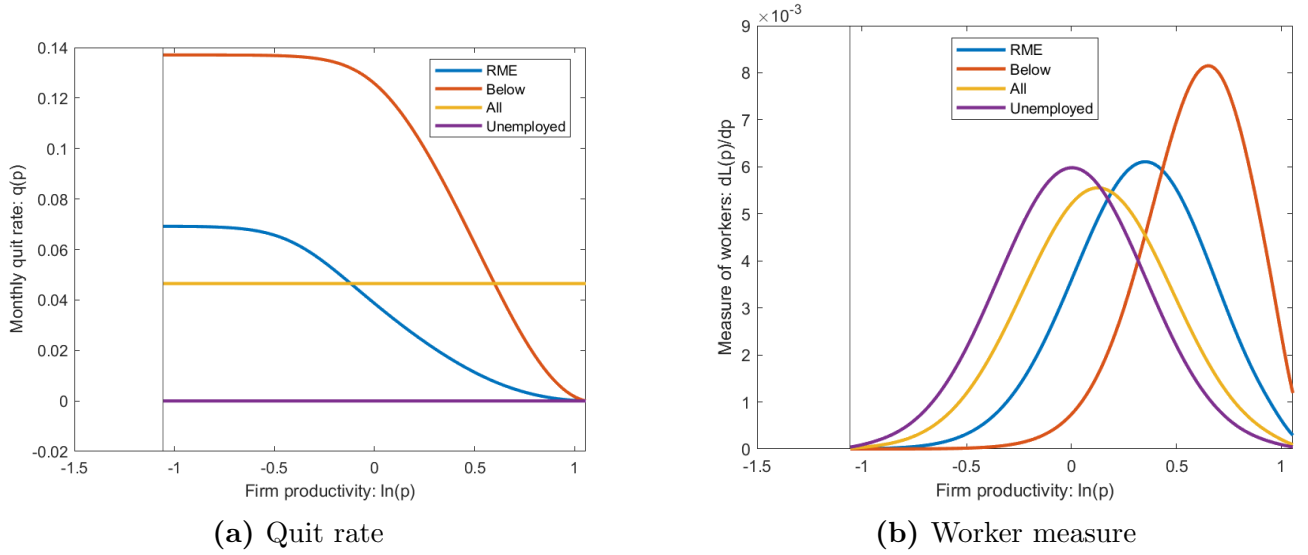 0.14
0.12
0.1
0.08
0.06
0.04
0.02
0
-0.02
-1.5
-1
-0.5
0
0.5
1
Monthly quit rate: q(p)
Firm productivity: ln(p)
RME
Below
All
Unemployed
(a) Quit rate
×10⁻³
9
8
7
6
5
4
3
2
1
0
-1.5
-1
-0.5
0
0.5
1
Measure of workers: dL(p)/dp
Firm productivity: ln(p)
RME
Below
All
Unemployed
(b) Worker measure